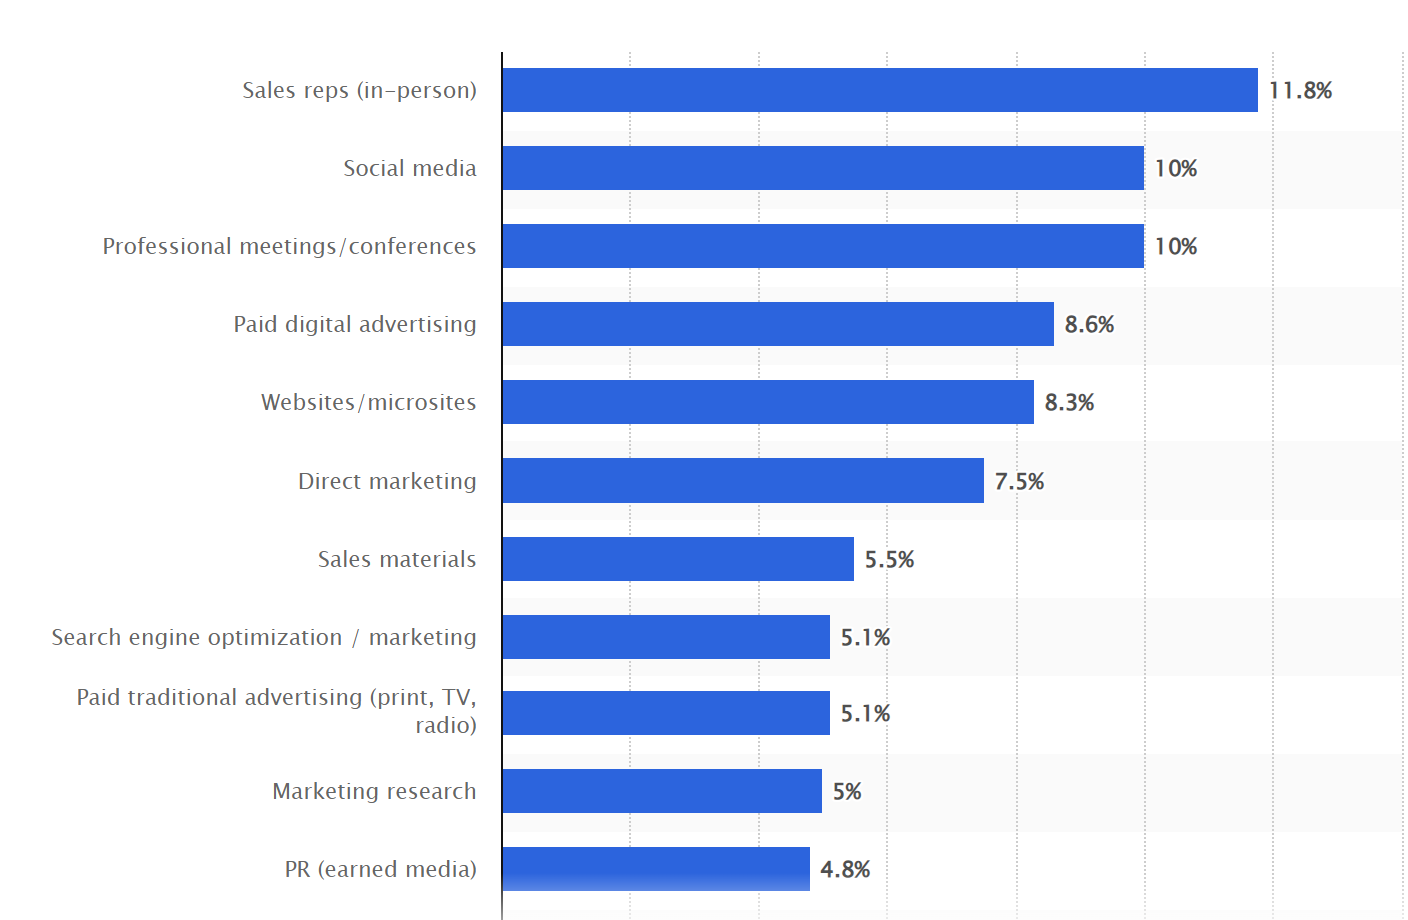 Sales reps (in-person)
11.8%
Social media
10%
Professional meetings/conferences
10%
Paid digital advertising
8.6%
Websites/microsites
8.3%
Direct marketing
7.5%
Sales materials
5.5%
Search engine optimization / marketing
5.1%
Paid traditional advertising (print, TV,
radio)
5.1%
Marketing research
5%
PR (earned media)
4.8%